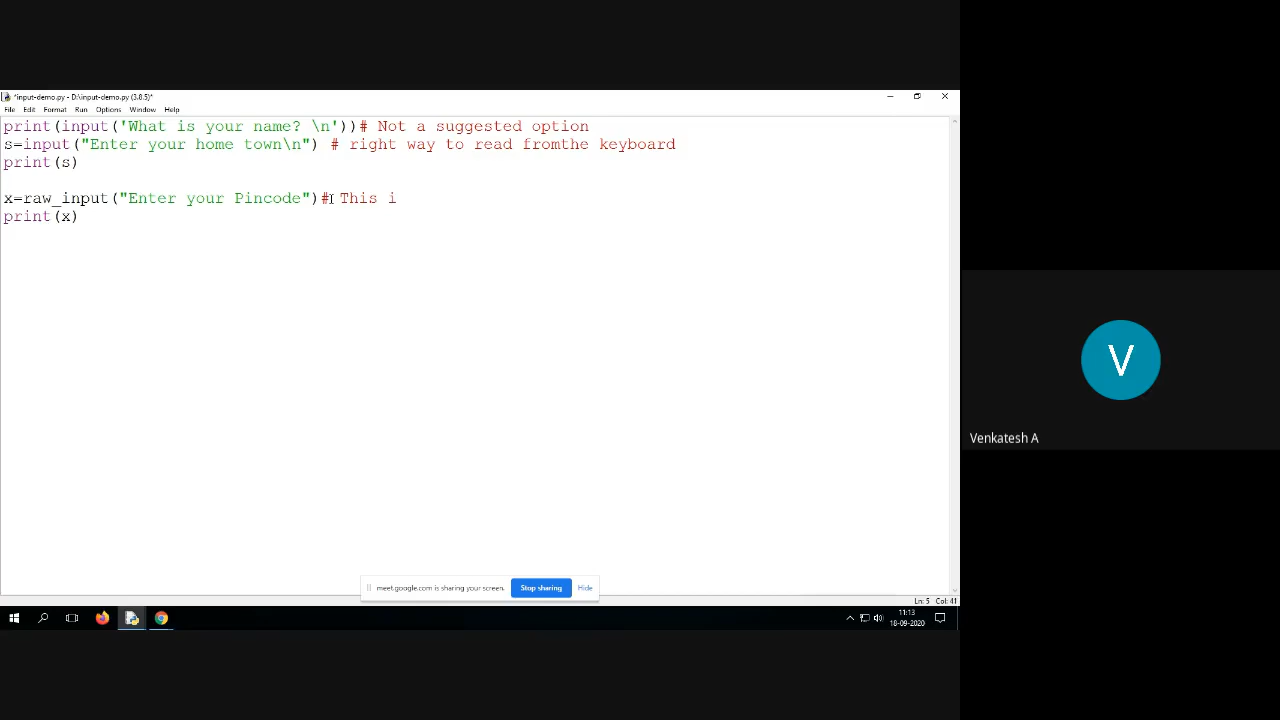 *input-demo.py - D:\input-demo.py (3.8.5)*
File Edit Format Run Options Window Help
print(input('What is your name? \n'))# Not a suggested option
s=input("Enter your home town\n") # right way to read fromthe keyboard
print(s)
x=raw_input("Enter your Pincode")# This i
print(x)
V
Venkatesh A
meet.google.com is sharing your screen. Stop sharing Hide
Ln: 5 Col: 41
11:13
18-09-2020